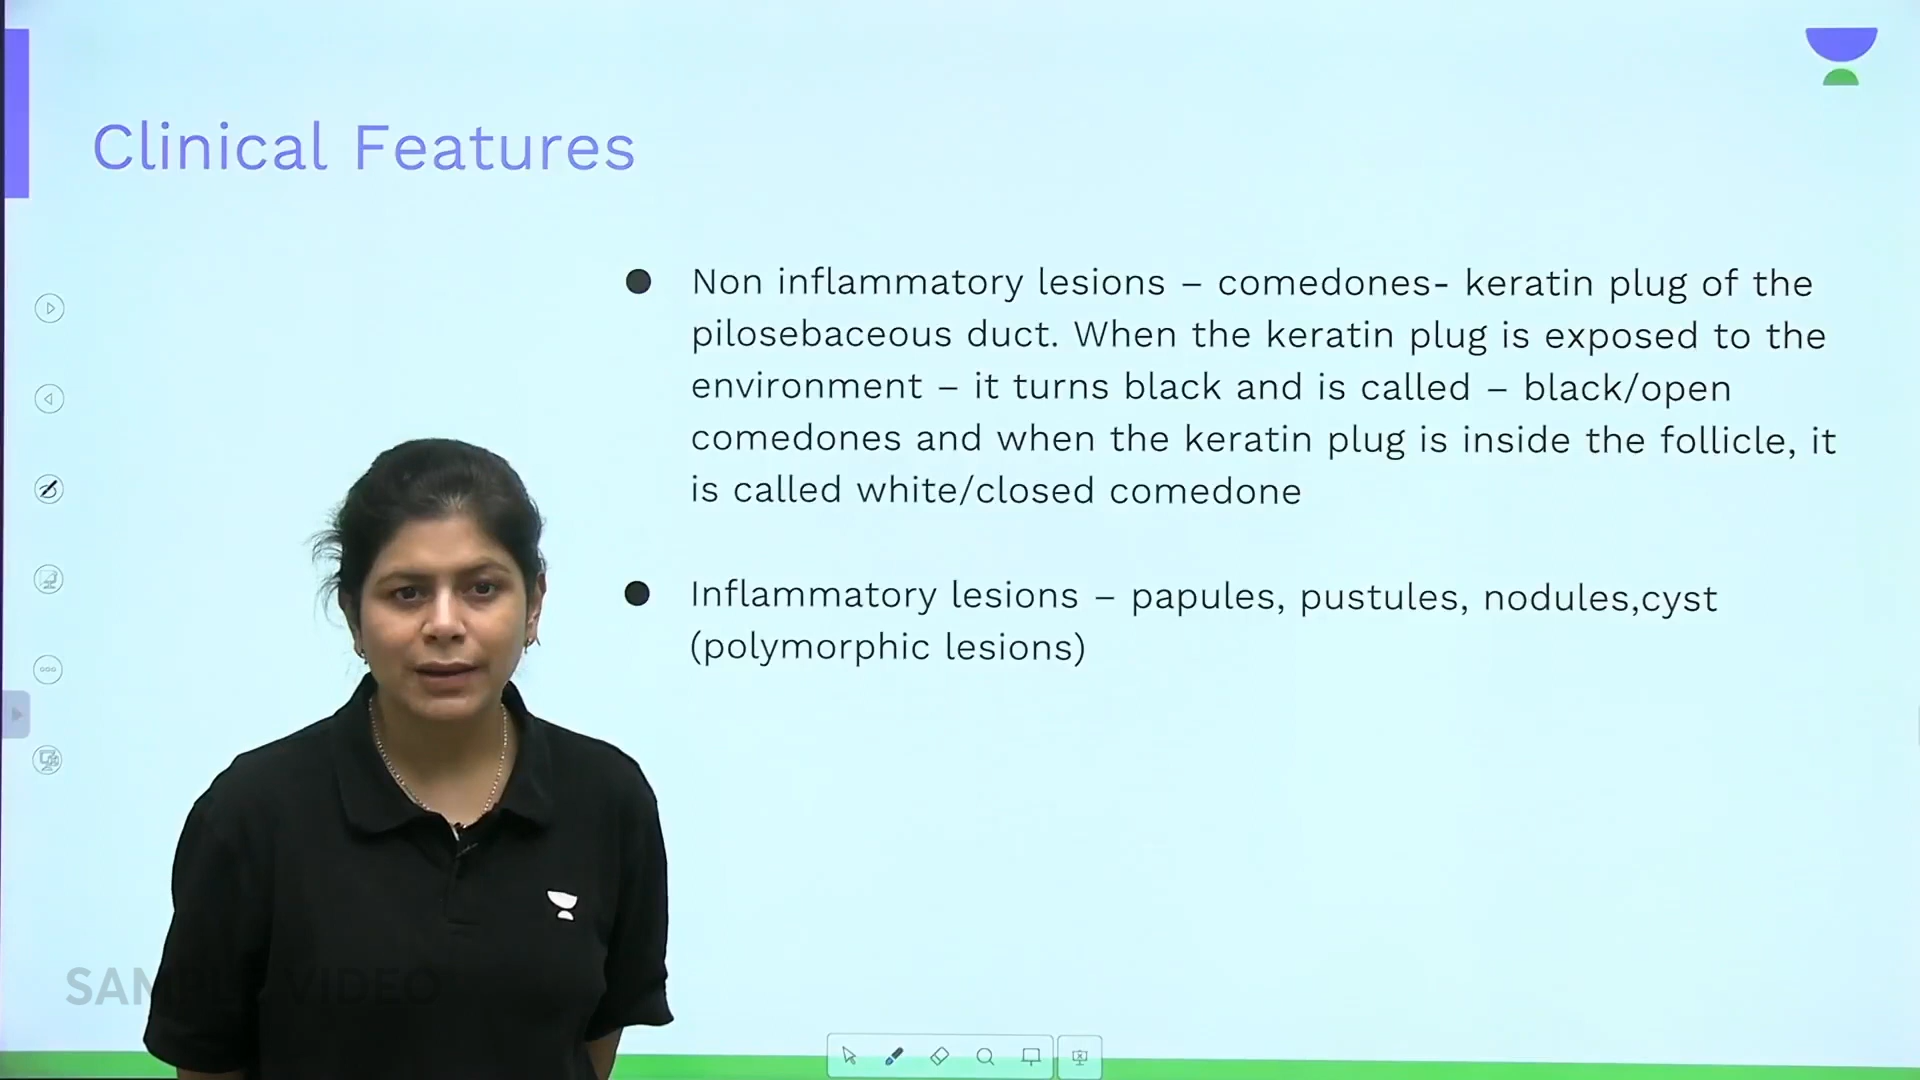 Clinical Features
● Non inflammatory lesions – comedones- keratin plug of the
pilosebaceous duct. When the keratin plug is exposed to the
environment – it turns black and is called – black/open
comedones and when the keratin plug is inside the follicle, it
is called white/closed comedone
● Inflammatory lesions – papules, pustules, nodules,cyst
(polymorphic lesions)
SAMPLE VIDEO